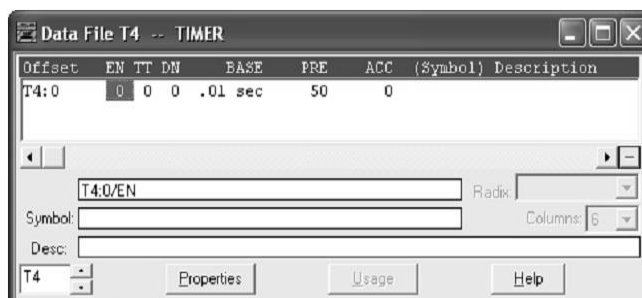 Data File T4 -- TIMER
Offset EN TT DN BASE PRE ACC (Symbol) Description
T4:0 0 0 0 .01 sec 50 0
T4:0/EN Radix:
Symbol: Columns: 6
Desc:
T4 Properties Usage Help